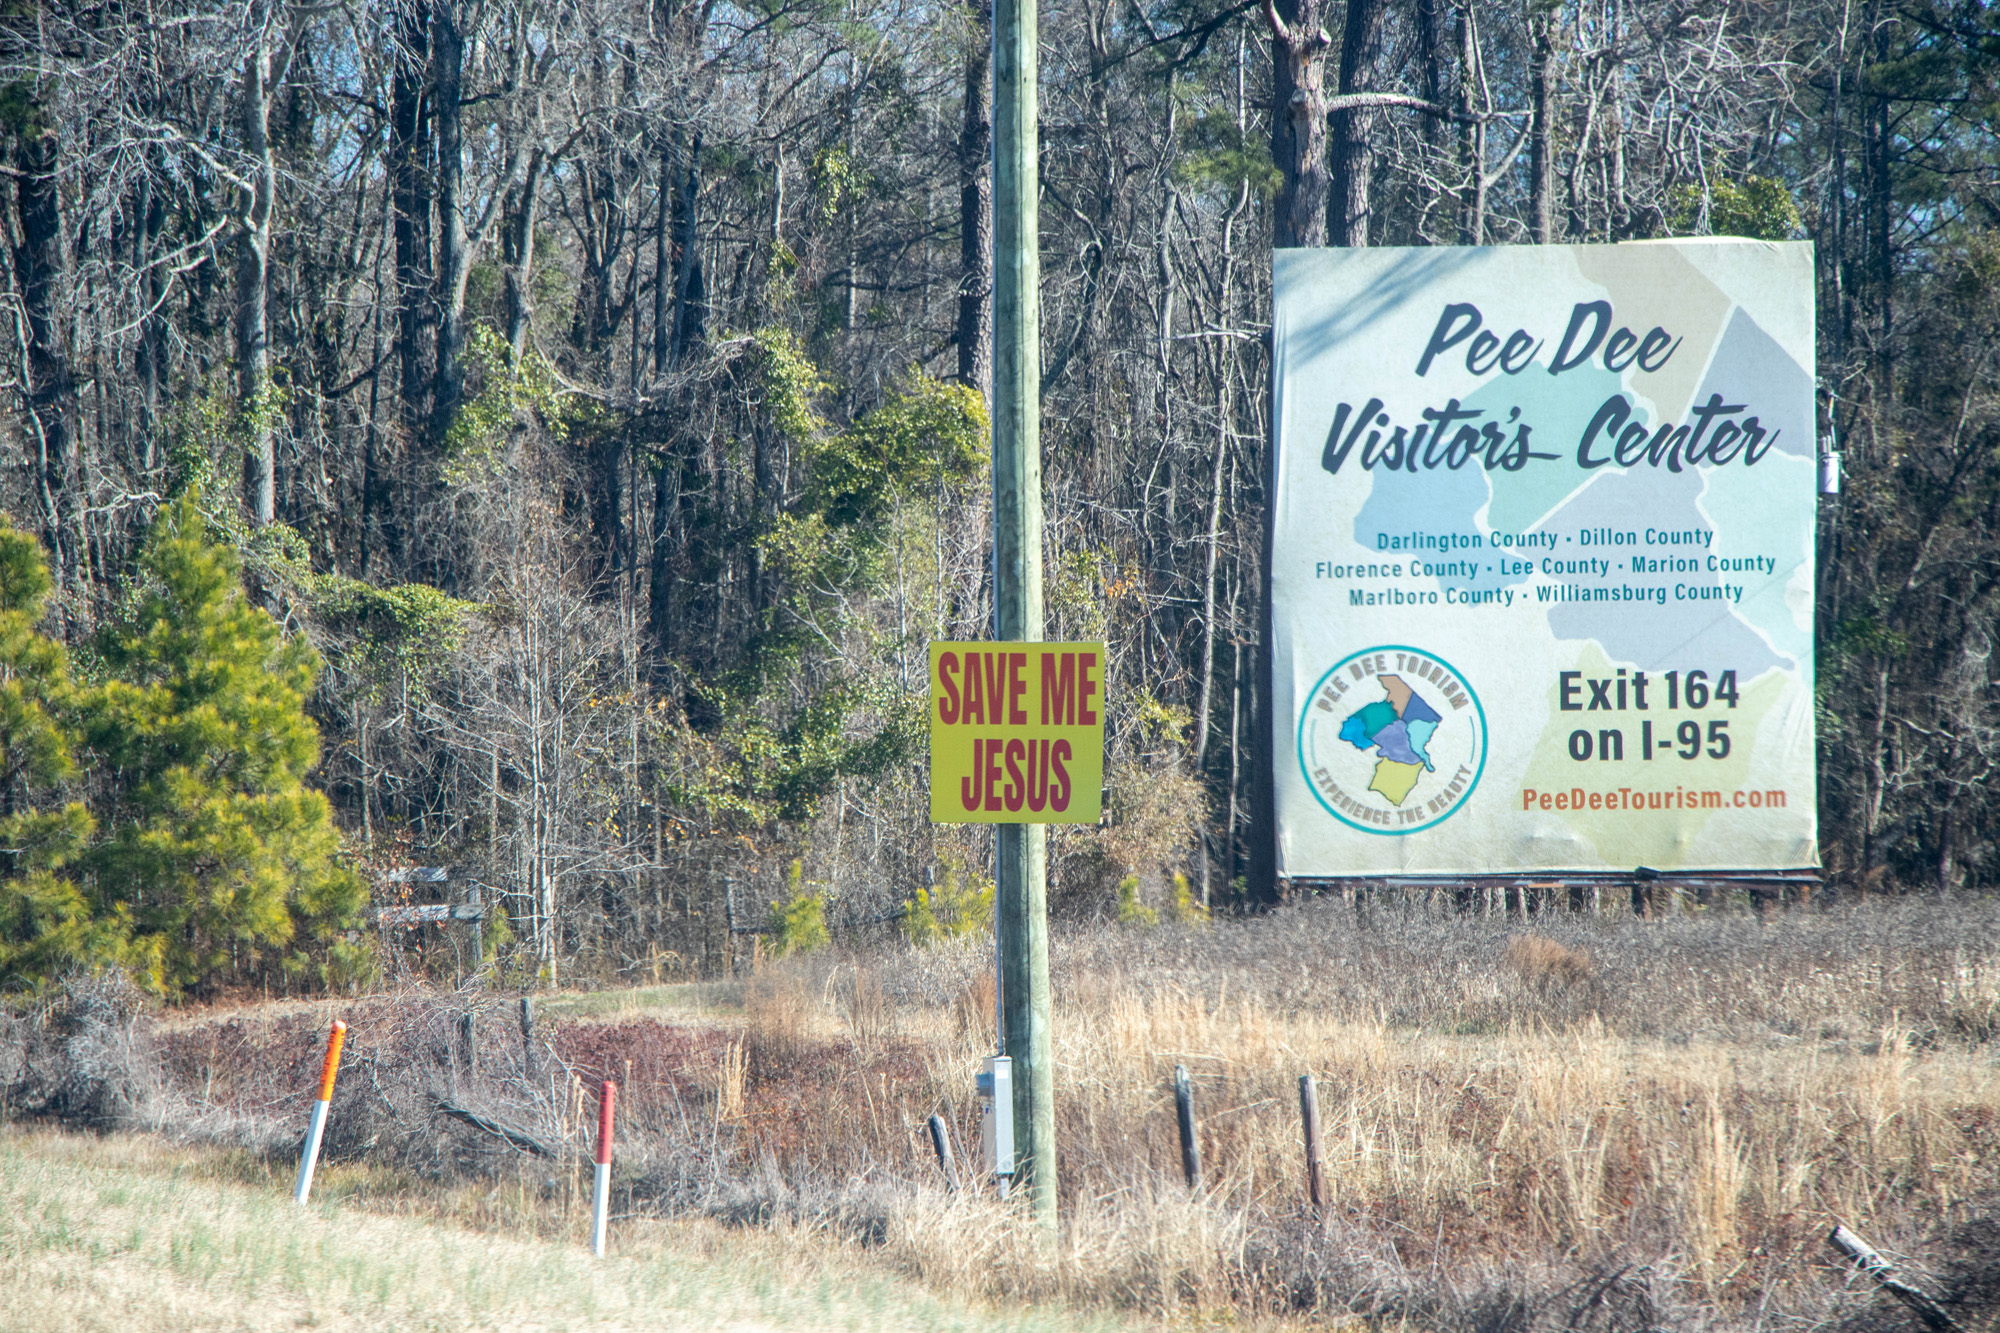 SAVE ME
JESUS
Pee Dee
Visitor's Center
Darlington County • Dillon County
Florence County • Lee County • Marion County
Marlboro County • Williamsburg County
PEE DEE TOURISM
EXPERIENCE THE BEAUTY
Exit 164
on I-95
PeeDeeTourism.com